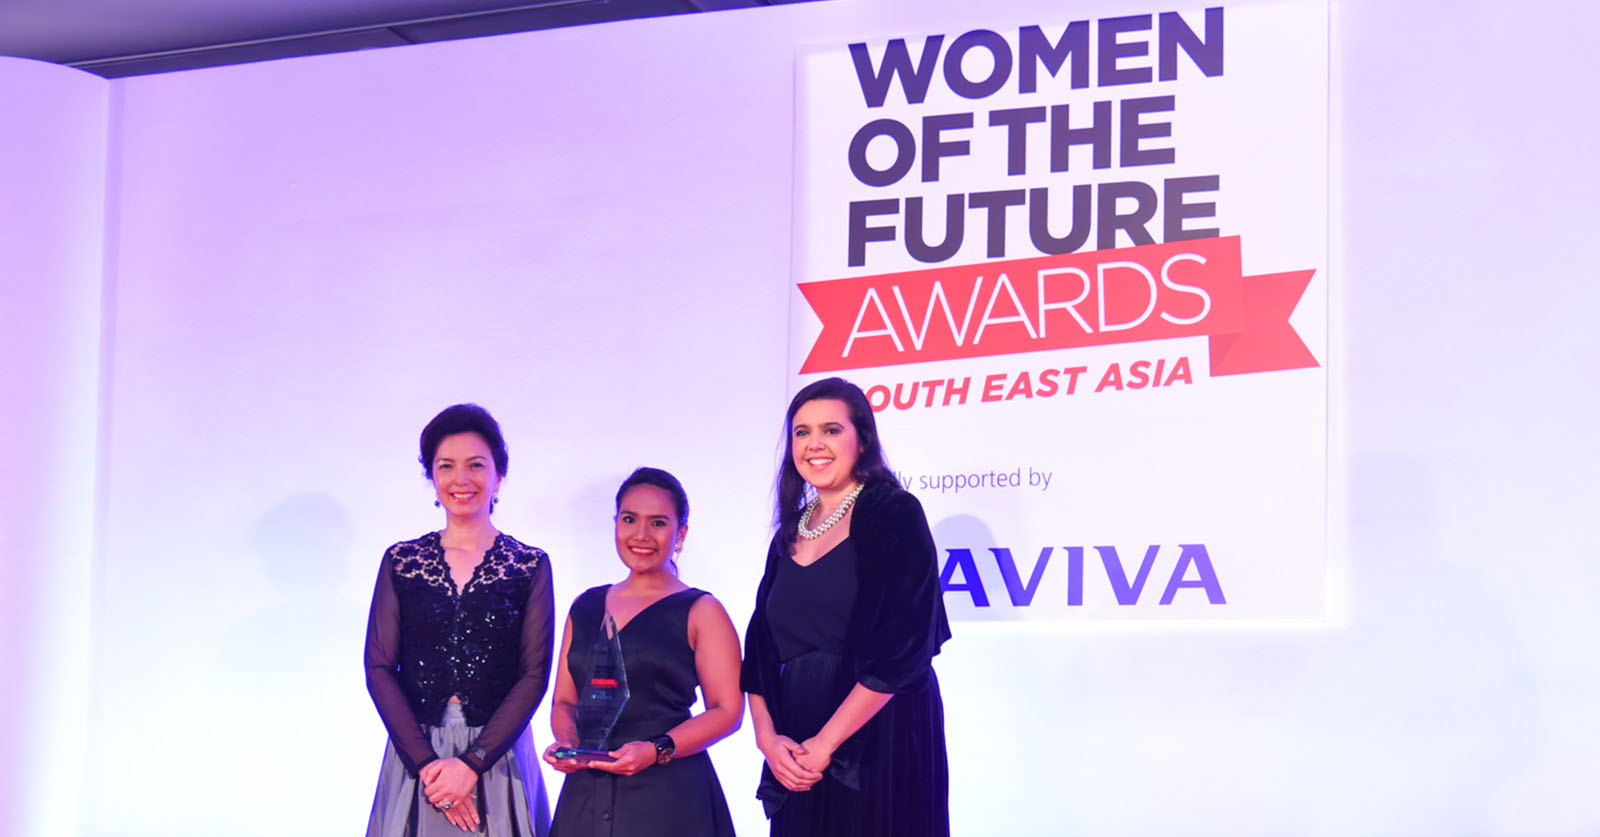 WOMEN
OF THE
FUTURE
AWARDS
OUTH EAST ASIA
supported by
AVIVA